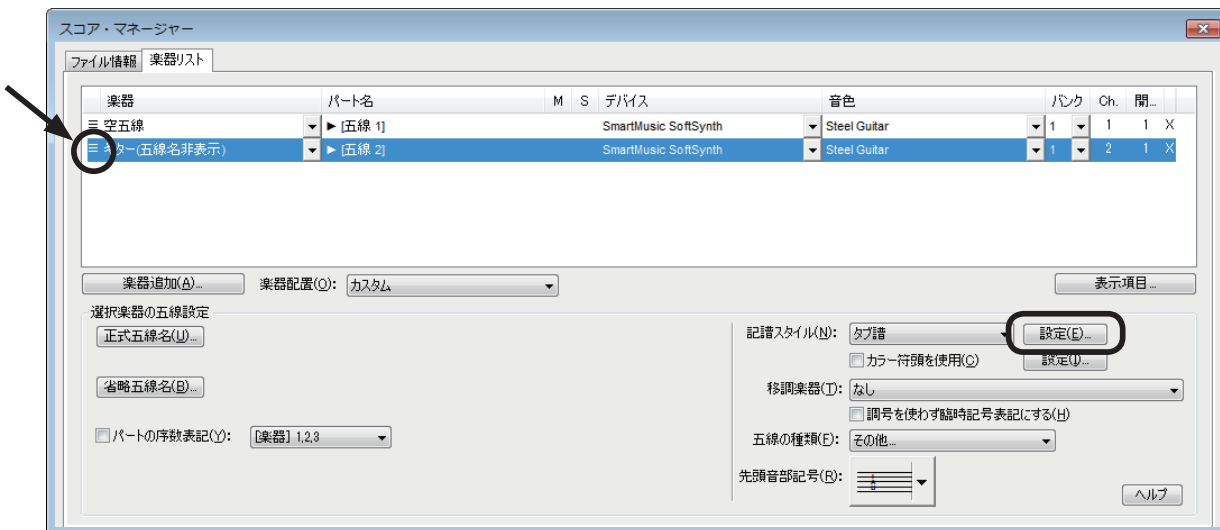 スコア・マネージャー
ファイル情報 楽器リスト
楽器 パート名 M S デバイス 音色 バンク Ch. 開...
空五線 ▶ [五線 1] SmartMusic SoftSynth Steel Guitar 1 1 1 X
ギター(五線名非表示) ▶ [五線 2] SmartMusic SoftSynth Steel Guitar 1 2 1 X
楽器追加(A)... 楽器配置(O): カスタム 表示項目...
選択楽器の五線設定
正式五線名(U)... 記譜スタイル(N): タブ譜 設定(E)...
カラー符頭を使用(C) 設定(I)...
省略五線名(B)... 移調楽器(T): なし
調号を使わず臨時記号表記にする(H)
パートの序数表記(Y): [楽器] 1,2,3 五線の種類(F): その他...
先頭音部記号(R):
ヘルプ